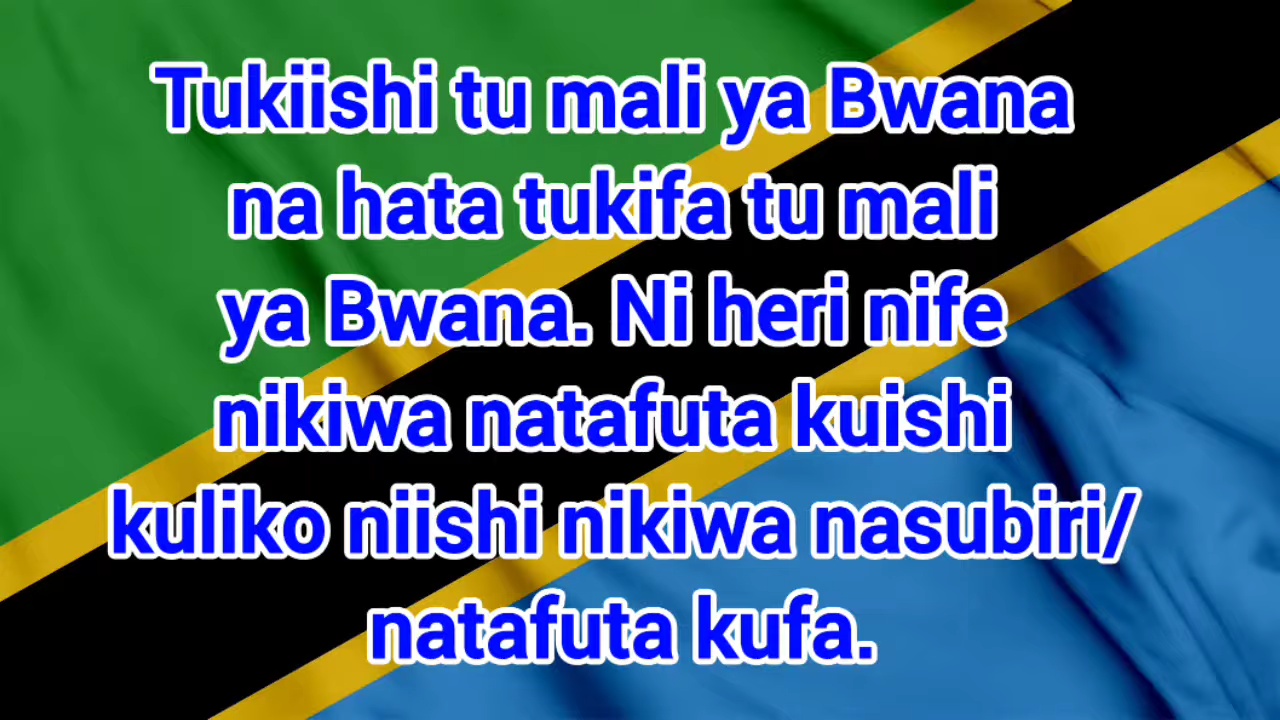 Tukiishi tu mali ya Bwana
na hata tukifa tu mali
ya Bwana. Ni heri nife
nikiwa natafuta kuishi
kuliko niishi nikiwa nasubiri/
natafuta kufa.